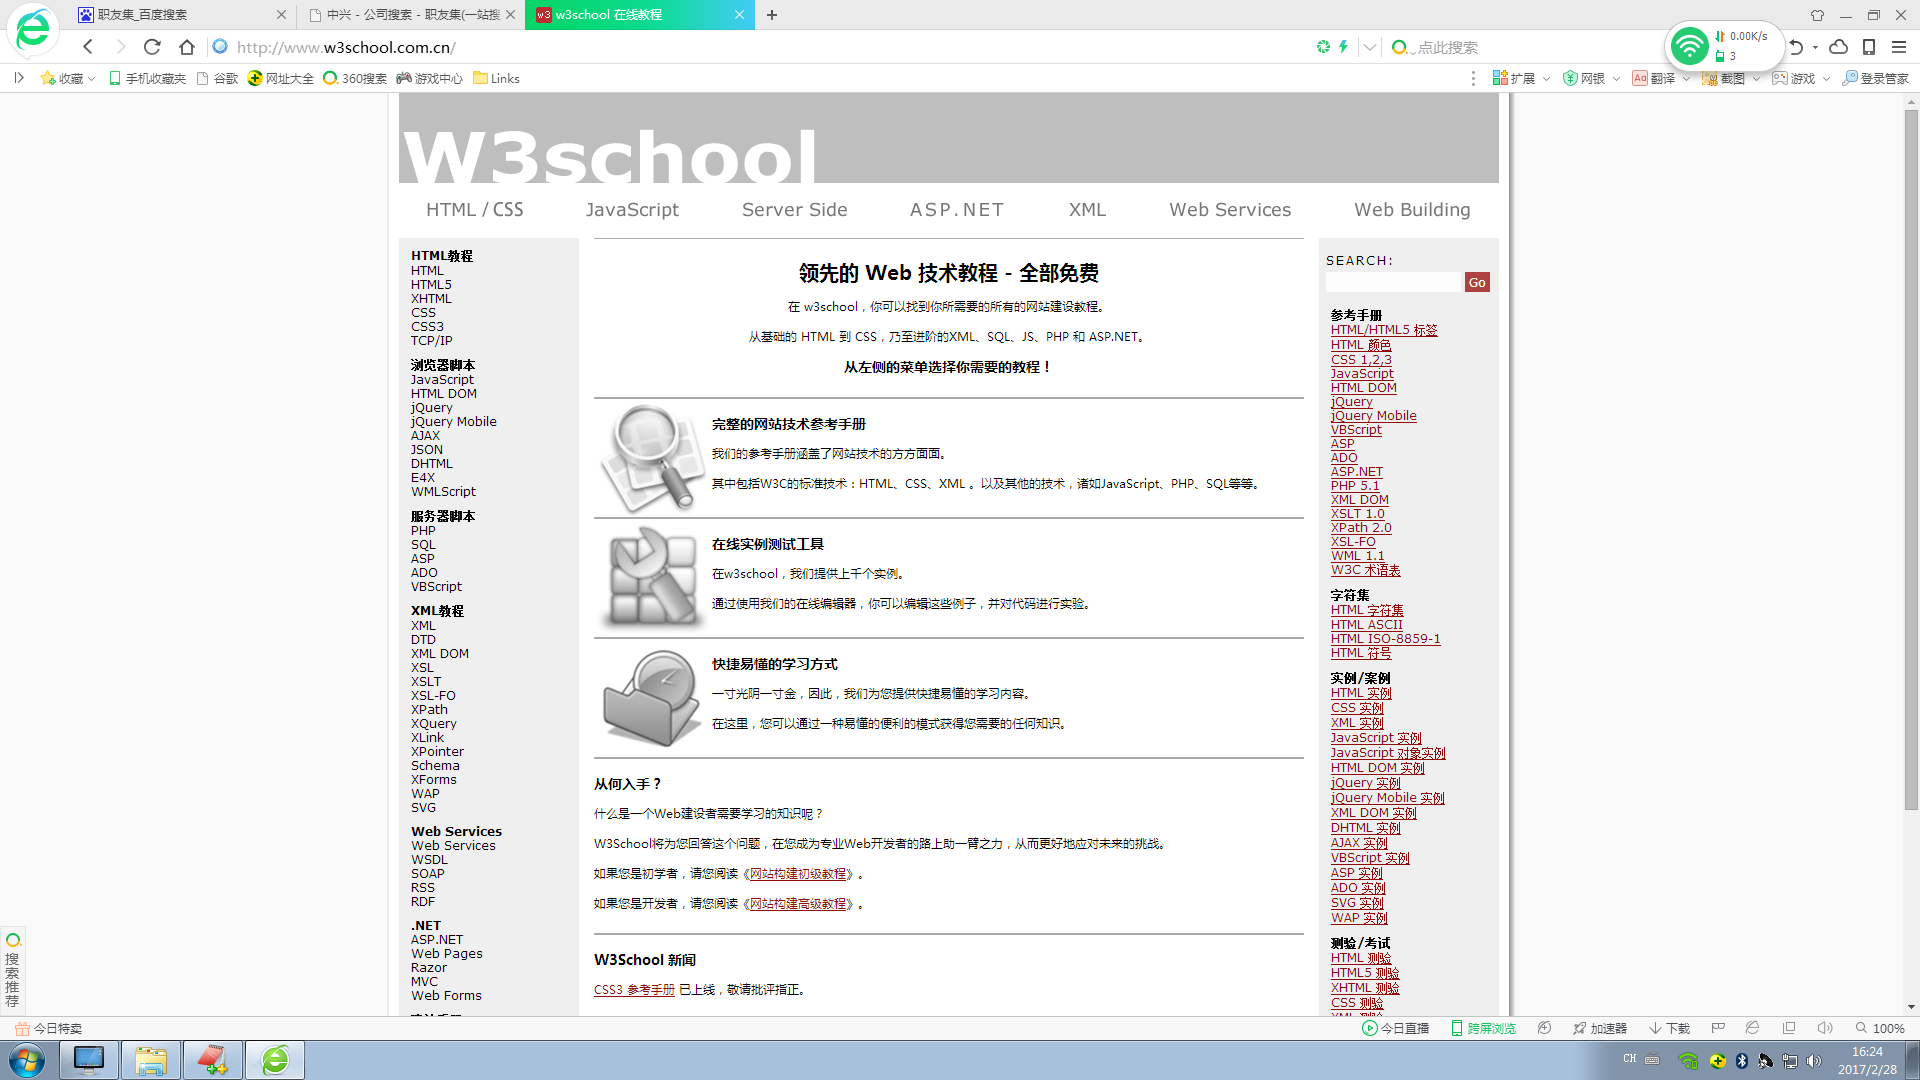 职友集_百度搜索
中兴 - 公司搜索 - 职友集(一站搜
w3school 在线教程
http://www.w3school.com.cn/
点此搜索
0.00K/s
3
收藏
手机收藏夹
谷歌
网址大全
360搜索
游戏中心
Links
扩展
网银
翻译
截图
游戏
登录管家
W3school
HTML / CSS
JavaScript
Server Side
ASP.NET
XML
Web Services
Web Building
HTML教程
HTML
HTML5
XHTML
CSS
CSS3
TCP/IP
浏览器脚本
JavaScript
HTML DOM
jQuery
jQuery Mobile
AJAX
JSON
DHTML
E4X
WMLScript
服务器脚本
PHP
SQL
ASP
ADO
VBScript
XML教程
XML
DTD
XML DOM
XSL
XSLT
XSL-FO
XPath
XQuery
XLink
XPointer
Schema
XForms
WAP
SVG
Web Services
Web Services
WSDL
SOAP
RSS
RDF
.NET
ASP.NET
Web Pages
Razor
MVC
Web Forms
领先的 Web 技术教程 - 全部免费
在 w3school，你可以找到你所需要的所有的网站建设教程。
从基础的 HTML 到 CSS，乃至进阶的XML、SQL、JS、PHP 和 ASP.NET。
从左侧的菜单选择你需要的教程！
完整的网站技术参考手册
我们的参考手册涵盖了网站技术的方方面面。
其中包括W3C的标准技术：HTML、CSS、XML 。以及其他的技术，诸如JavaScript、PHP、SQL等等。
在线实例测试工具
在w3school，我们提供上千个实例。
通过使用我们的在线编辑器，你可以编辑这些例子，并对代码进行实验。
快捷易懂的学习方式
一寸光阴一寸金，因此，我们为您提供快捷易懂的学习内容。
在这里，您可以通过一种易懂的便利的模式获得您需要的任何知识。
从何入手？
什么是一个Web建设者需要学习的知识呢？
W3School将为您回答这个问题，在您成为专业Web开发者的路上助一臂之力，从而更好地应对未来的挑战。
如果您是初学者，请您阅读《网站构建初级教程》。
如果您是开发者，请您阅读《网站构建高级教程》。
W3School 新闻
CSS3 参考手册 已上线，敬请批评指正。
SEARCH:
Go
参考手册
HTML/HTML5 标签
HTML 颜色
CSS 1,2,3
JavaScript
HTML DOM
jQuery
jQuery Mobile
VBScript
ASP
ADO
ASP.NET
PHP 5.1
XML DOM
XSLT 1.0
XPath 2.0
XSL-FO
WML 1.1
W3C 术语表
字符集
HTML 字符集
HTML ASCII
HTML ISO-8859-1
HTML 符号
实例/案例
HTML 实例
CSS 实例
XML 实例
JavaScript 实例
JavaScript 对象实例
HTML DOM 实例
jQuery 实例
jQuery Mobile 实例
XML DOM 实例
DHTML 实例
AJAX 实例
VBScript 实例
ASP 实例
ADO 实例
SVG 实例
WAP 实例
测验/考试
HTML 测验
HTML5 测验
XHTML 测验
CSS 测验
搜索推荐
今日特卖
今日直播
跨屏浏览
加速器
下载
100%
CH
16:24
2017/2/28